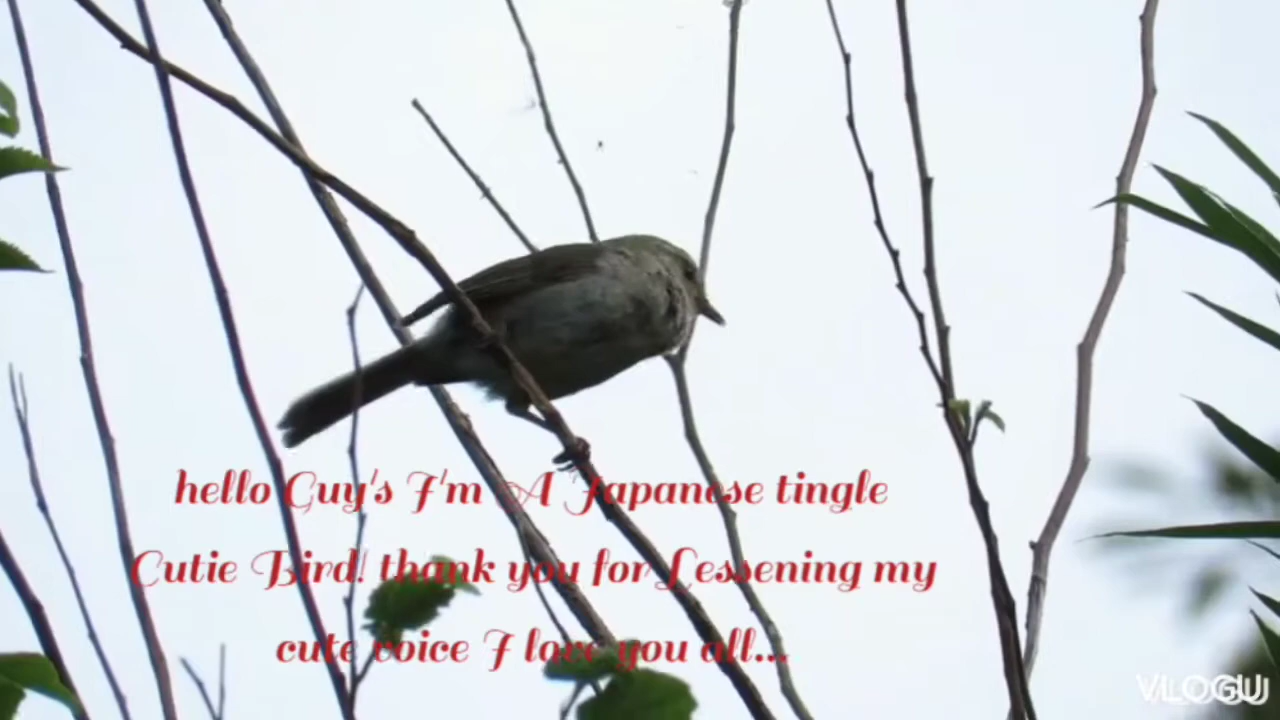 hello Guy's I'm A Japanese tingle
Cutie Bird! thank you for Lessening my
cute voice I love you all...
VLOGU